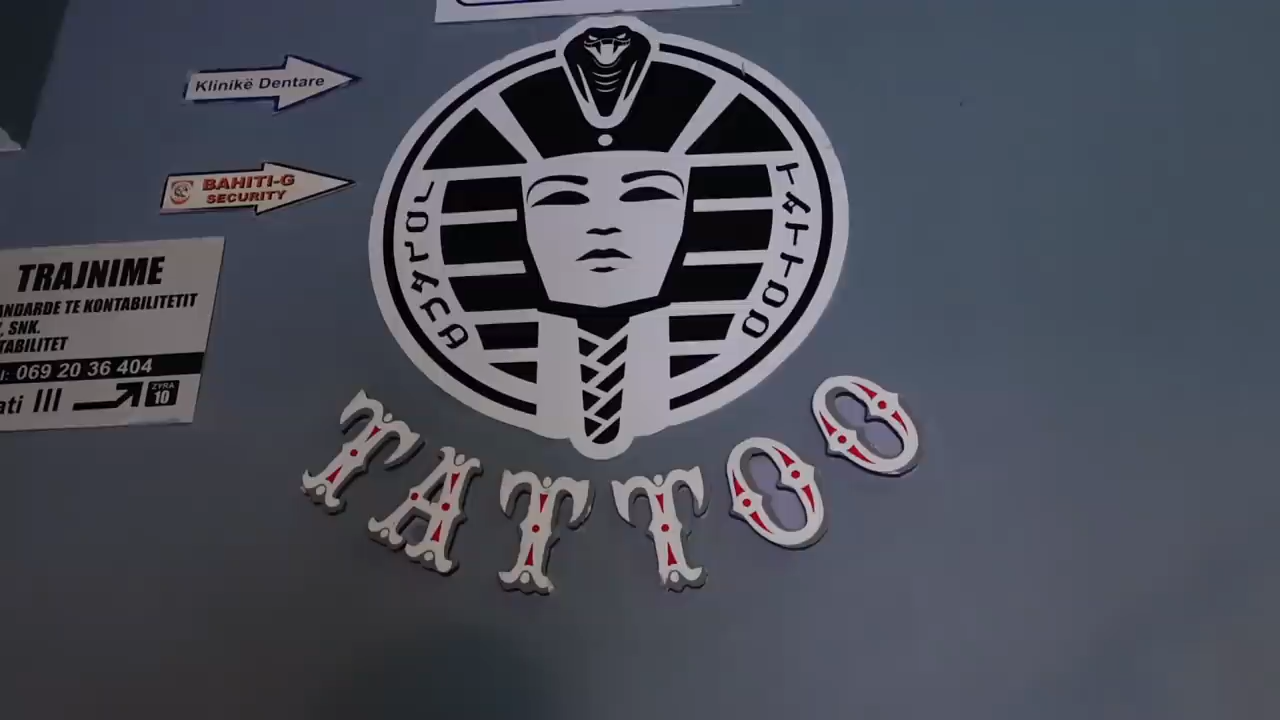 Klinikë Dentare
BAHITI-G
SECURITY
TRAJNIME
ANDARDE TE KONTABILITETIT
, SNK.
TABILITET
: 069 20 36 404
ati III
ZYRA
10
TATTOO
TATTOO